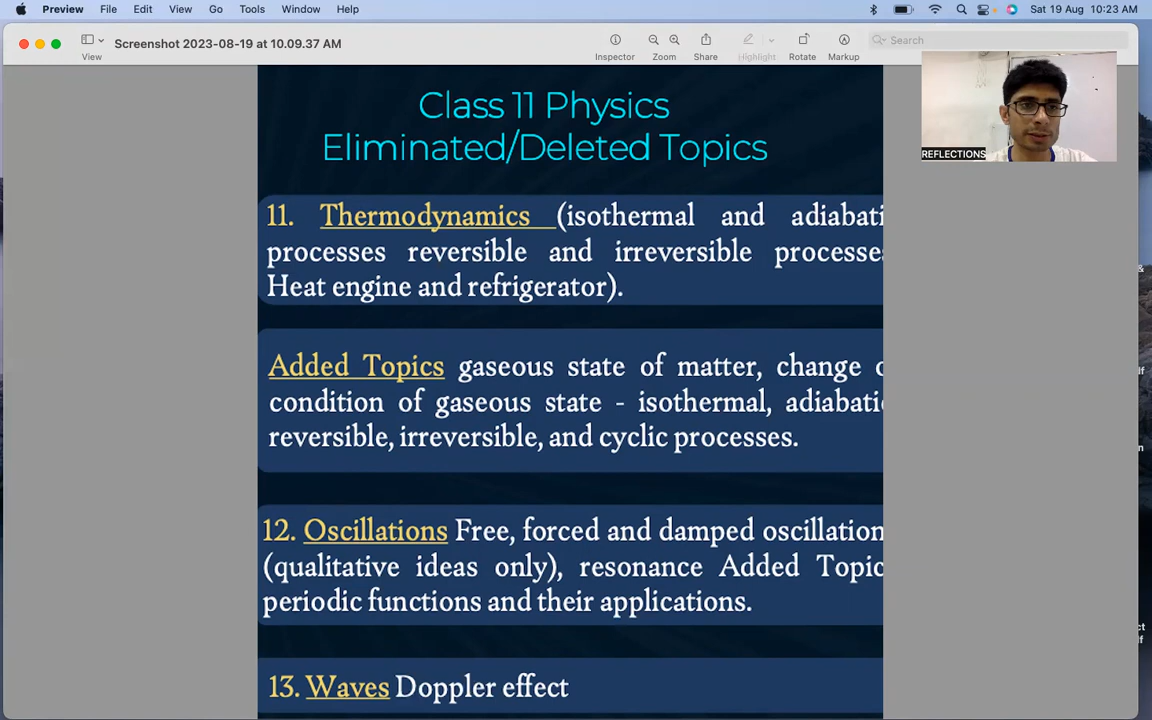 Preview File Edit View Go Tools Window Help Sat 19 Aug 10:23 AM
Screenshot 2023-08-19 at 10.09.37 AM
Search
View Inspector Zoom Share Highlight Rotate Markup
REFLECTIONS
Class 11 Physics
Eliminated/Deleted Topics
11. Thermodynamics (isothermal and adiabati
processes reversible and irreversible processes
Heat engine and refrigerator).
Added Topics gaseous state of matter, change
condition of gaseous state - isothermal, adiabatic
reversible, irreversible, and cyclic processes.
12. Oscillations Free, forced and damped oscillation
(qualitative ideas only), resonance Added Topic
periodic functions and their applications.
13. Waves Doppler effect